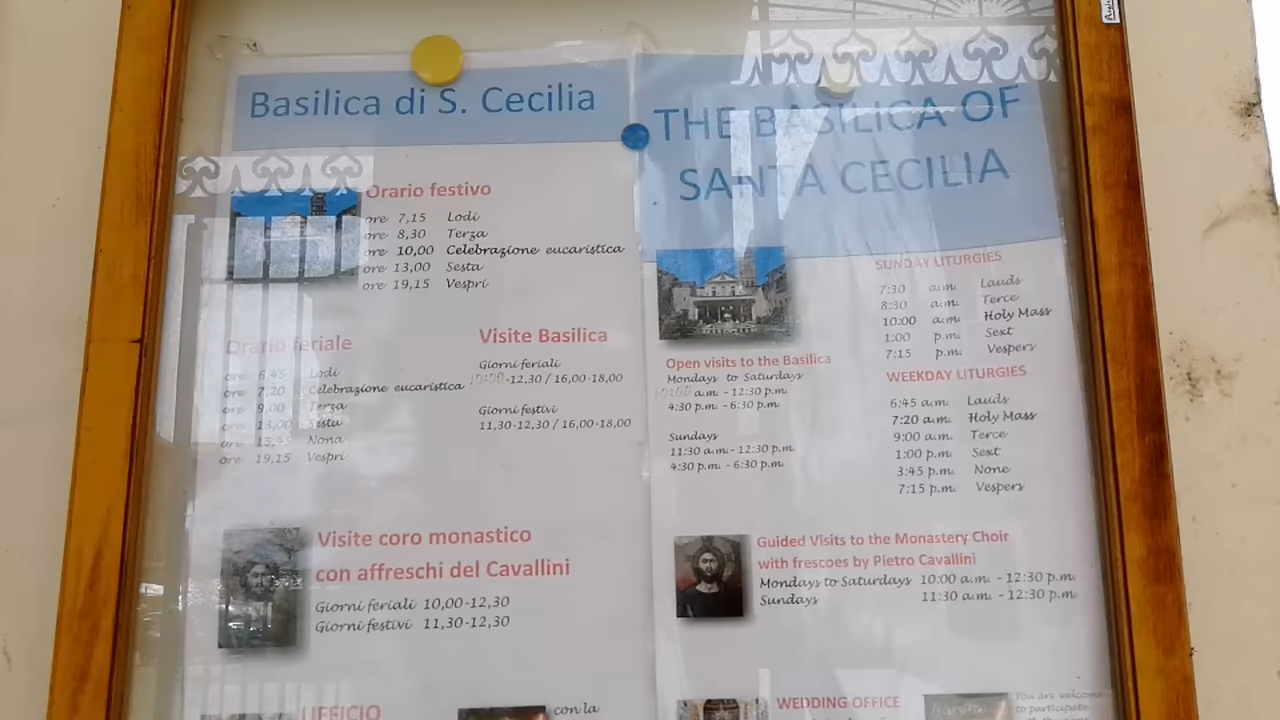 Basilica di S. Cecilia
Orario festivo
ore 7,15 Lodi
ore 8,30 Terza
ore 10,00 Celebrazione eucaristica
ore 13,00 Sesta
ore 19,15 Vespri
Orario feriale
ore 6,45 Lodi
ore 7,20 Celebrazione eucaristica
ore 9,00 Terza
ore 13,00 Sesta
ore 15,45 Nona
ore 19,15 Vespri
Visite Basilica
Giorni feriali
10:00-12,30 / 16,00-18,00
Giorni festivi
11,30-12,30 / 16,00-18,00
Visite coro monastico
con affreschi del Cavallini
Giorni feriali 10,00-12,30
Giorni festivi 11,30-12,30
UFFICIO
con la
THE BASILICA OF
SANTA CECILIA
SUNDAY LITURGIES
7:30 a.m. Lauds
8:30 a.m. Terce
10:00 a.m. Holy Mass
1:00 p.m. Sext
7:15 p.m. Vespers
Open visits to the Basilica
Mondays to Saturdays
10:00 a.m. - 12:30 p.m.
4:30 p.m. - 6:30 p.m.
Sundays
11:30 a.m. - 12:30 p.m.
4:30 p.m. - 6:30 p.m.
WEEKDAY LITURGIES
6:45 a.m. Lauds
7:20 a.m. Holy Mass
9:00 a.m. Terce
1:00 p.m. Sext
3:45 p.m. None
7:15 p.m. Vespers
Guided Visits to the Monastery Choir
with frescoes by Pietro Cavallini
Mondays to Saturdays 10:00 a.m. - 12:30 p.m.
Sundays 11:30 a.m. - 12:30 p.m.
WEDDING OFFICE
You are welcome
to participate